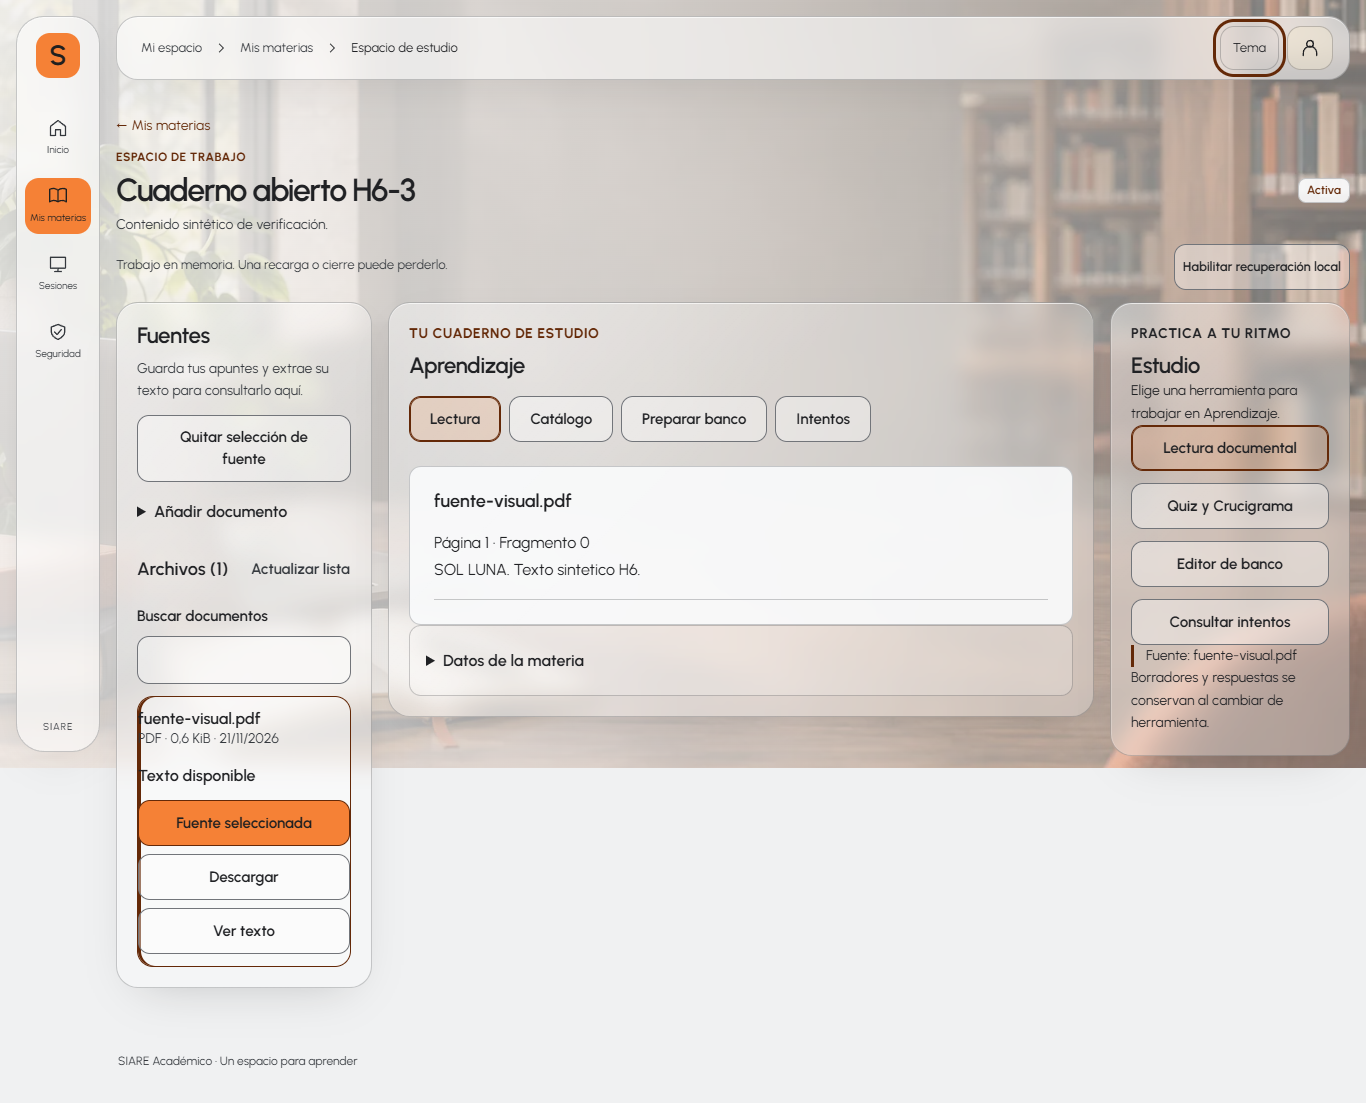 S
Inicio
Mis materias
Sesiones
Seguridad
SIARE
Mi espacio > Mis materias > Espacio de estudio
Tema
← Mis materias
ESPACIO DE TRABAJO
Cuaderno abierto H6-3
Activa
Contenido sintético de verificación.
Trabajo en memoria. Una recarga o cierre puede perderlo.
Habilitar recuperación local
Fuentes
Guarda tus apuntes y extrae su
texto para consultarlo aquí.
Quitar selección de
fuente
Añadir documento
Archivos (1)
Actualizar lista
Buscar documentos
fuente-visual.pdf
PDF · 0,6 KiB · 21/11/2026
Texto disponible
Fuente seleccionada
Descargar
Ver texto
TU CUADERNO DE ESTUDIO
Aprendizaje
Lectura
Catálogo
Preparar banco
Intentos
fuente-visual.pdf
Página 1 · Fragmento 0
SOL LUNA. Texto sintetico H6.
Datos de la materia
PRACTICA A TU RITMO
Estudio
Elige una herramienta para
trabajar en Aprendizaje.
Lectura documental
Quiz y Crucigrama
Editor de banco
Consultar intentos
Fuente: fuente-visual.pdf
Borradores y respuestas se
conservan al cambiar de
herramienta.
SIARE Académico · Un espacio para aprender